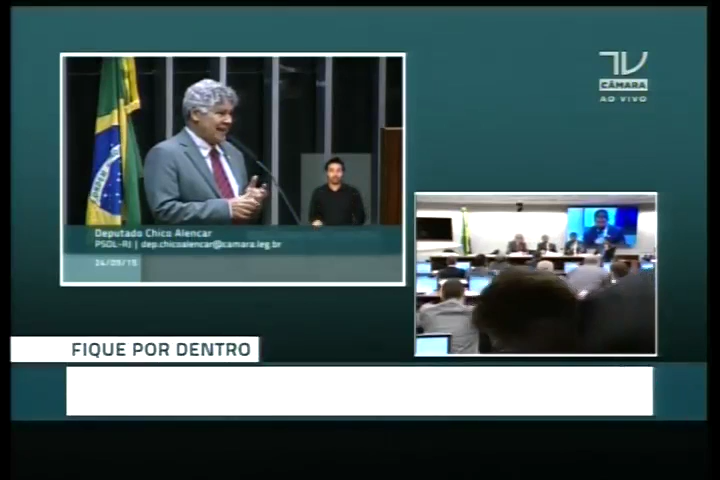 TV
CÂMARA
AO VIVO
Deputado Chico Alencar
PSOL-RJ | dep.chicoalencar@camara.leg.br
24/09/15
FIQUE POR DENTRO